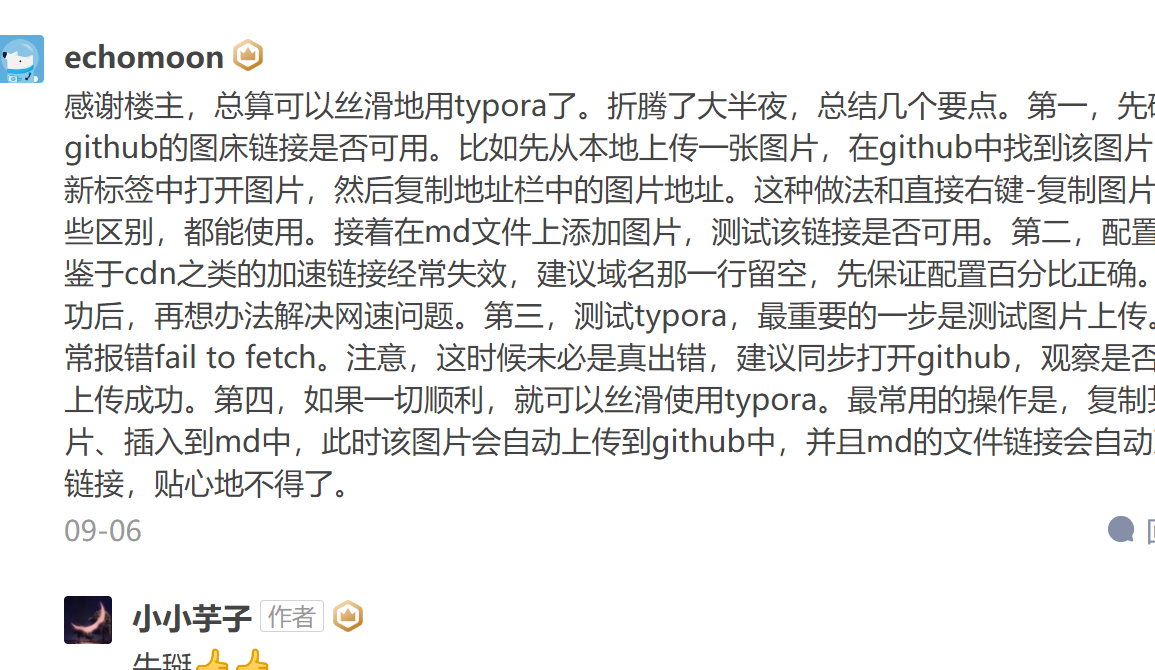 echomoon
感谢楼主，总算可以丝滑地用typora了。折腾了大半夜，总结几个要点。第一，先
github的图床链接是否可用。比如先从本地上传一张图片，在github中找到该图片
新标签中打开图片，然后复制地址栏中的图片地址。这种做法和直接右键-复制图片
些区别，都能使用。接着在md文件上添加图片，测试该链接是否可用。第二，配置
鉴于cdn之类的加速链接经常失效，建议域名那一行留空，先保证配置百分比正确。
功后，再想办法解决网速问题。第三，测试typora，最重要的一步是测试图片上传。
常报错fail to fetch。注意，这时候未必是真出错，建议同步打开github，观察是否
上传成功。第四，如果一切顺利，就可以丝滑使用typora。最常用的操作是，复制
片、插入到md中，此时该图片会自动上传到github中，并且md的文件链接会自动
链接，贴心地不得了。
09-06
小小芋子 作者
牛掰👍👍